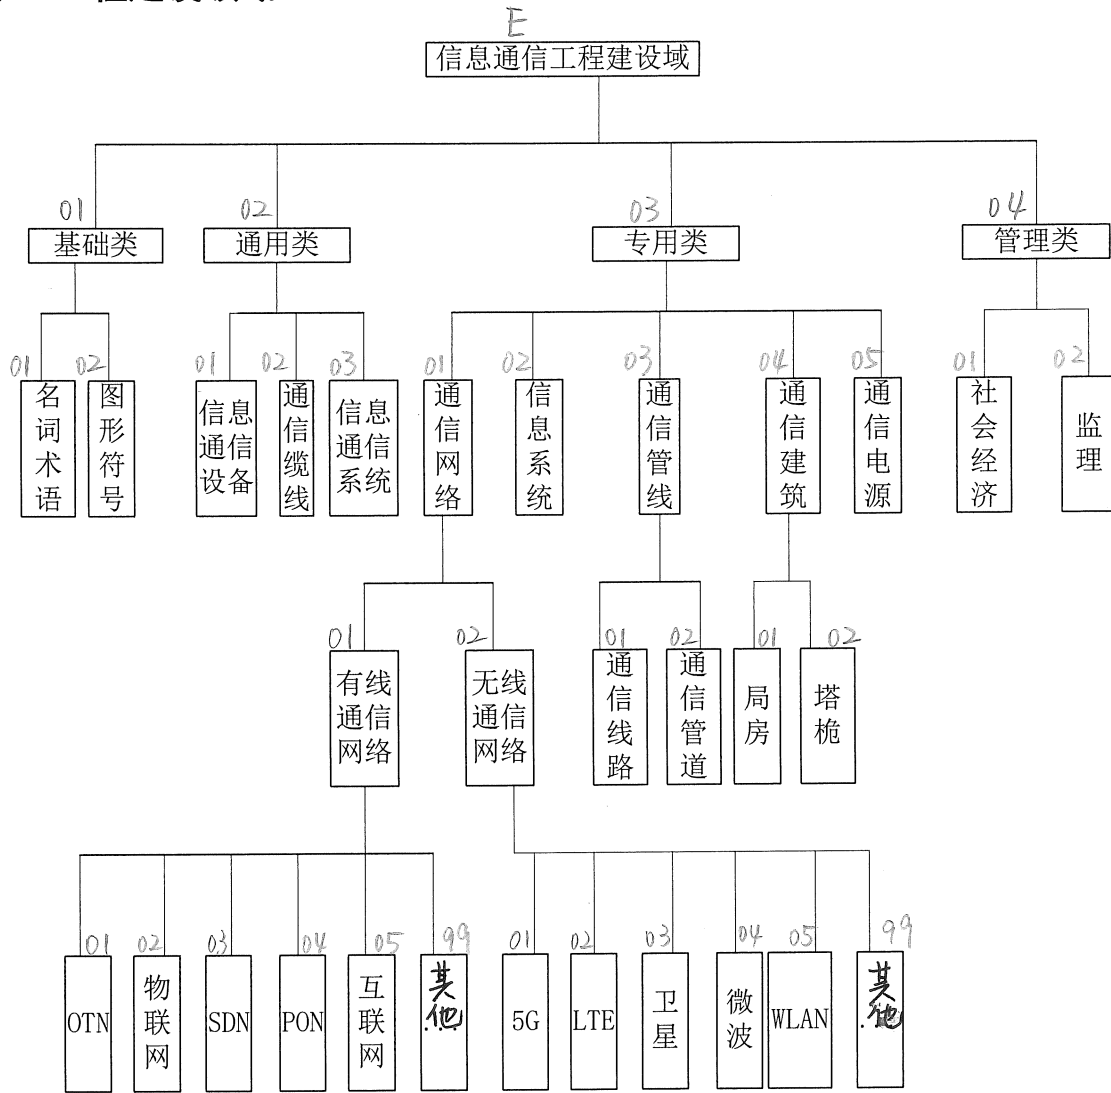 E
信息通信工程建设域
01
02
03
04
基础类
通用类
专用类
管理类
01
02
01
02
03
01
02
03
04
05
01
02
名词术语
图形符号
信息通信设备
通信缆线
信息通信系统
通信网络
信息系统
通信管线
通信建筑
通信电源
社会经济
监理
01
02
01
02
01
02
有线通信网络
无线通信网络
通信线路
通信管道
局房
塔桅
01
02
03
04
05
99
01
02
03
04
05
99
OTN
物联网
SDN
PON
互联网
其他
5G
LTE
卫星
微波
WLAN
其他